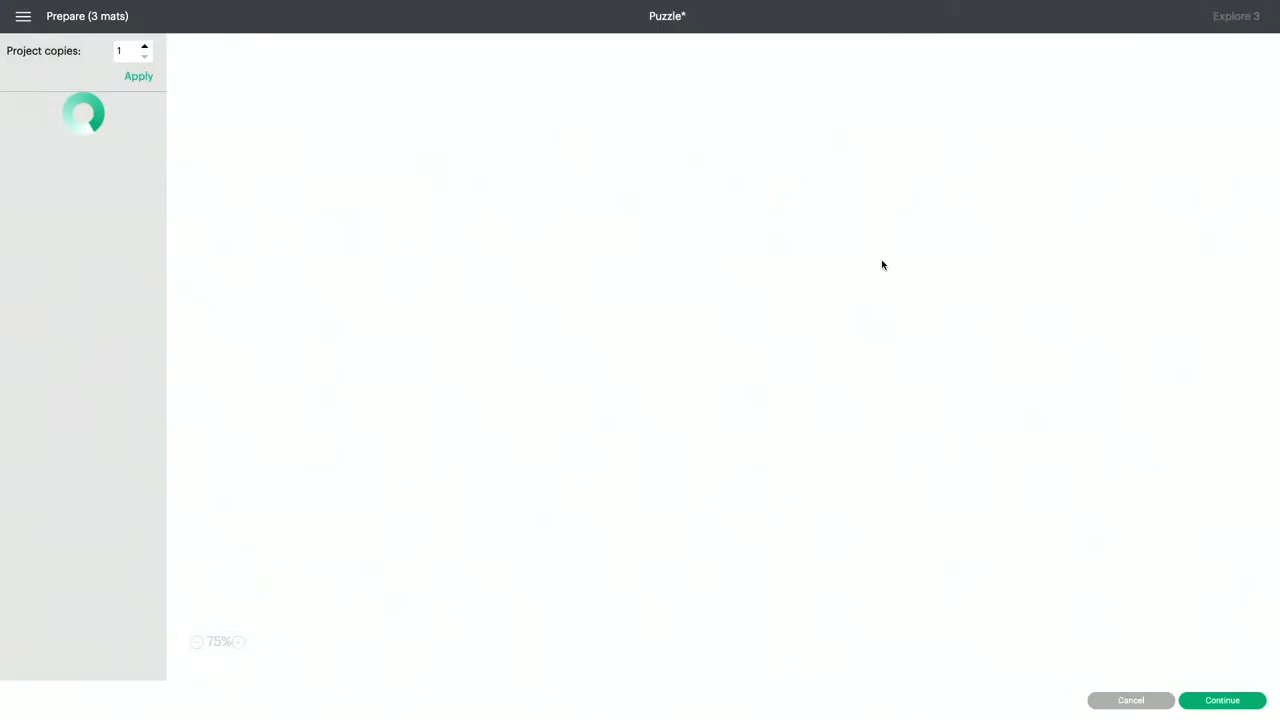 Prepare (3 mats)
Puzzle*
Explore 3
Project copies: 1
Apply
75%
Cancel
Continue